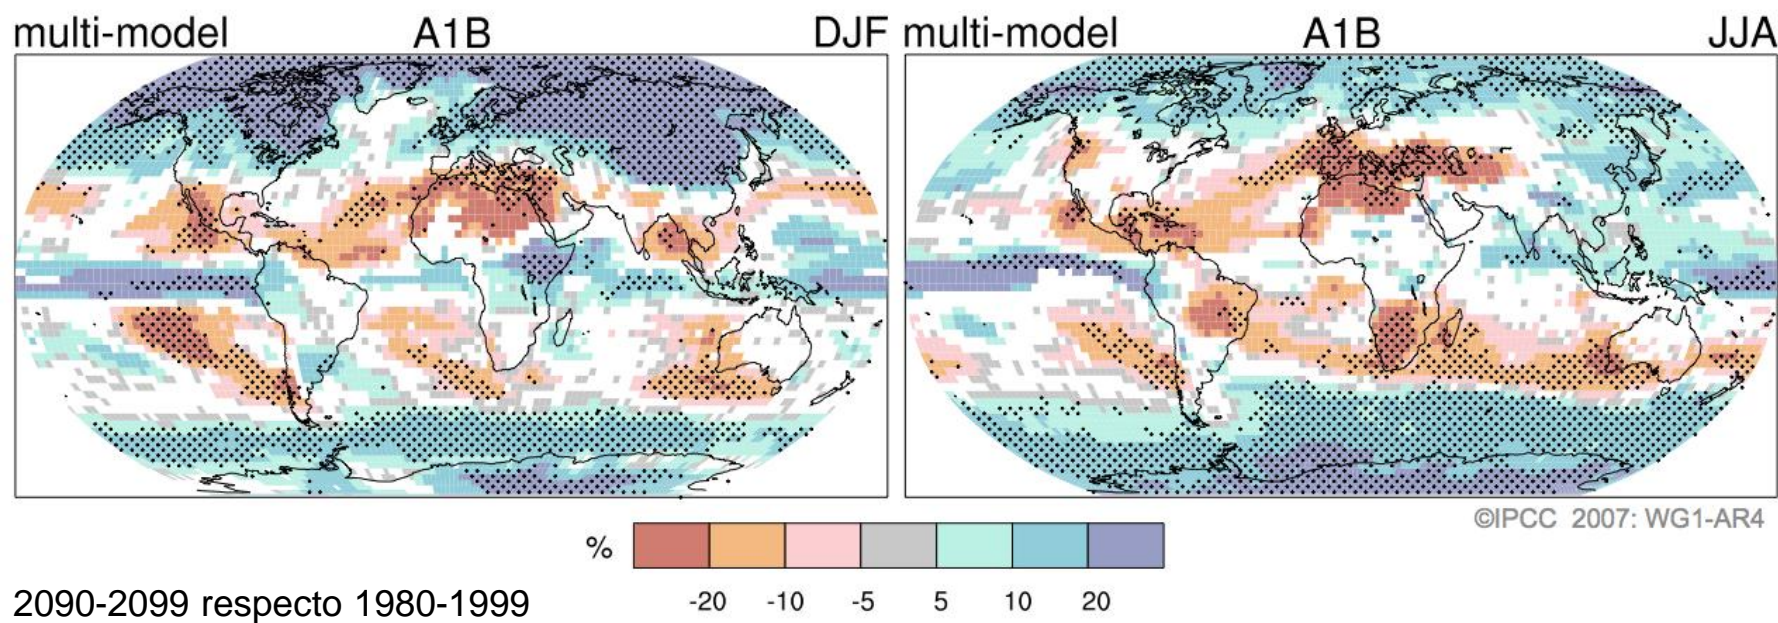 multi-model A1B DJF
multi-model A1B JJA
©IPCC 2007: WG1-AR4
%
-20 -10 -5 5 10 20
2090-2099 respecto 1980-1999